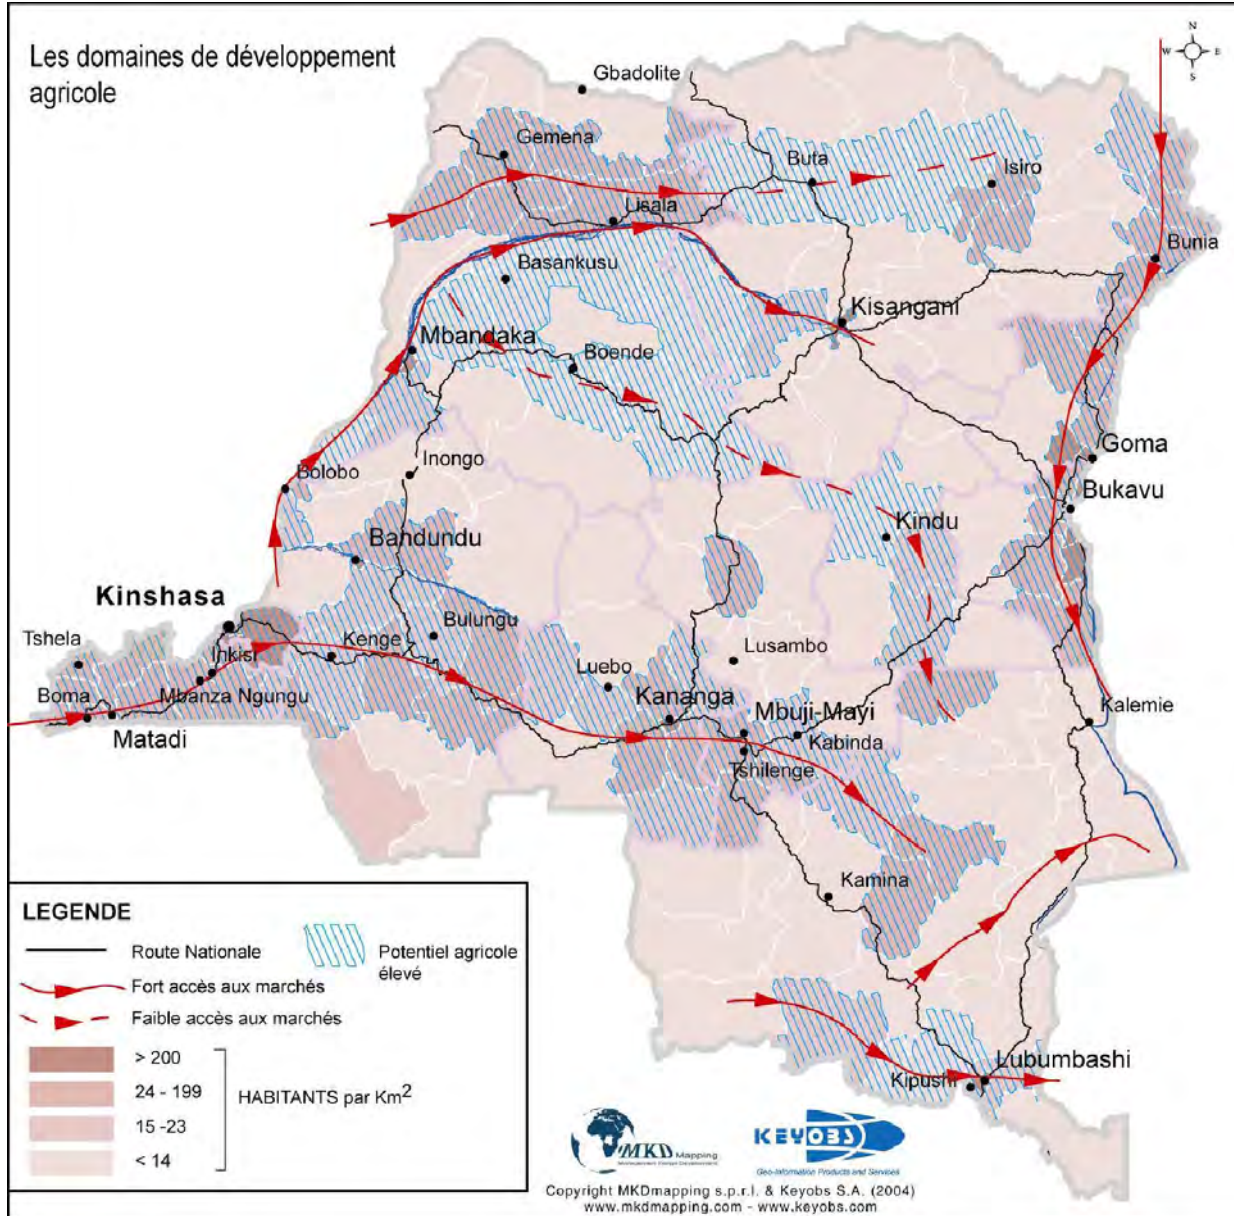 Les domaines de développement
agricole
N
W E
S
Gbadolite
Gemena
Buta
Isiro
Lisala
Bunia
Basankusu
Kisangani
Mbandaka
Boende
Goma
Inongo
Bolobo
Bukavu
Kindu
Bandundu
Kinshasa
Tshela
Inkisi
Kenge
Bulungu
Lusambo
Luebo
Boma
Mbanza Ngungu
Kananga
Matadi
Mbuji-Mayi
Kabinda
Kalemie
Tshilenge
Kamina
Lubumbashi
Kipushi
LEGENDE
Route Nationale
Potentiel agricole
élevé
Fort accès aux marchés
Faible accès aux marchés
> 200
24 - 199
15 -23
< 14
HABITANTS par Km2
MKD Mapping
KEYOBS
Geo-Information Products and Services
Copyright MKDmapping s.p.r.l. & Keyobs S.A. (2004)
www.mkdmapping.com - www.keyobs.com